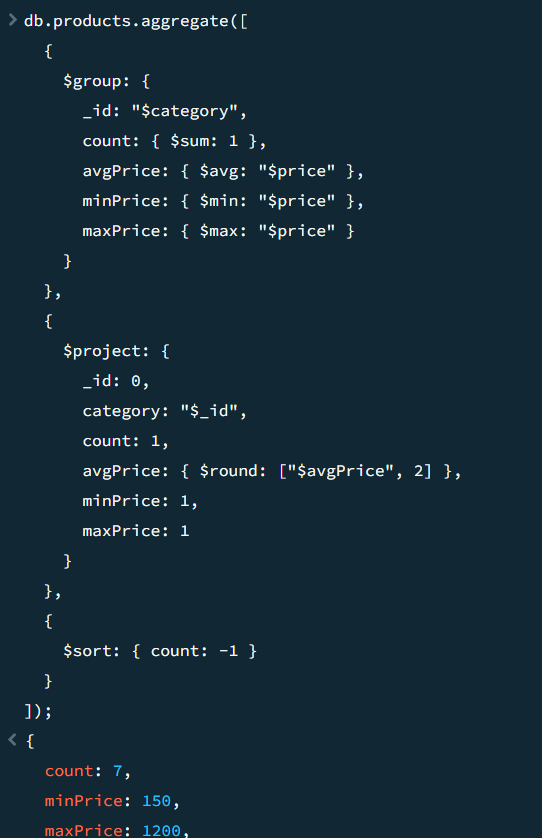 db.products.aggregate([
{
$group: {
_id: "$category",
count: { $sum: 1 },
avgPrice: { $avg: "$price" },
minPrice: { $min: "$price" },
maxPrice: { $max: "$price" }
}
},
{
$project: {
_id: 0,
category: "$_id",
count: 1,
avgPrice: { $round: ["$avgPrice", 2] },
minPrice: 1,
maxPrice: 1
}
},
{
$sort: { count: -1 }
}
]);
{
count: 7,
minPrice: 150,
maxPrice: 1200,